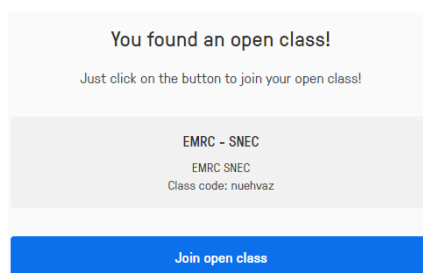 You found an open class!
Just click on the button to join your open class!
EMRC - SNEC
EMRC SNEC
Class code: nuehvaz
Join open class